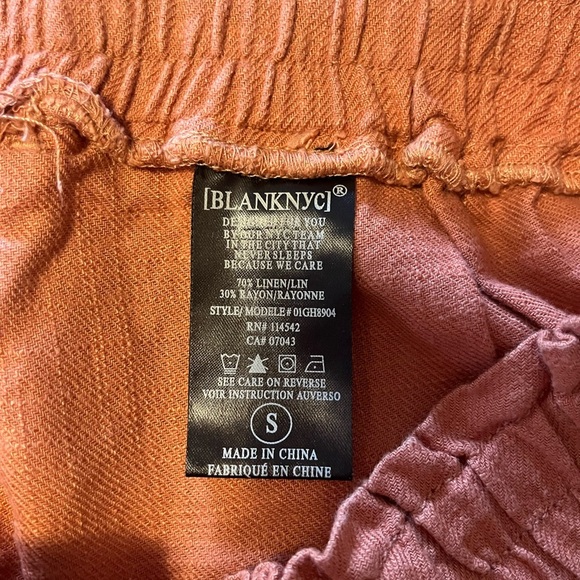 [BLANKNYC]®
DESIGNED FOR YOU
BY OUR NYC TEAM
IN THE CITY THAT
NEVER SLEEPS
BECAUSE WE CARE
70% LINEN/LIN
30% RAYON/RAYONNE
STYLE/ MODELE# 01GH8904
RN# 114542
CA# 07043
SEE CARE ON REVERSE
VOIR INSTRUCTION AUVERSO
S
MADE IN CHINA
FABRIQUÉ EN CHINE